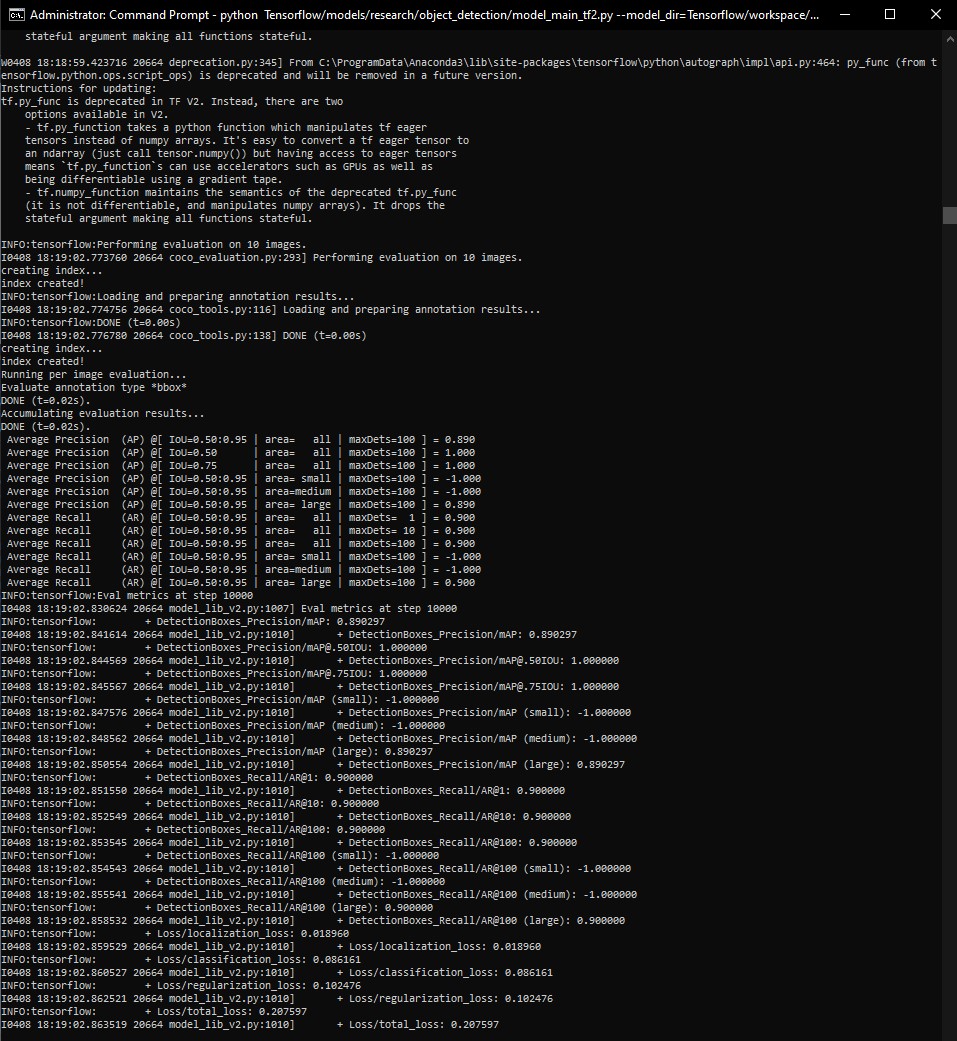 Administrator: Command Prompt - python  Tensorflow/models/research/object_detection/model_main_tf2.py --model_dir=Tensorflow/workspace/...
    stateful argument making all functions stateful.
W0408 18:18:59.423716 20664 deprecation.py:345] From C:\ProgramData\Anaconda3\lib\site-packages\tensorflow\python\autograph\impl\api.py:464: py_func (from t
ensorflow.python.ops.script_ops) is deprecated and will be removed in a future version.
Instructions for updating:
tf.py_func is deprecated in TF V2. Instead, there are two
    options available in V2.
    - tf.py_function takes a python function which manipulates tf eager
    tensors instead of numpy arrays. It's easy to convert a tf eager tensor to
    an ndarray (just call tensor.numpy()) but having access to eager tensors
    means `tf.py_function`s can use accelerators such as GPUs as well as
    being differentiable using a gradient tape.
    - tf.numpy_function maintains the semantics of the deprecated tf.py_func
    (it is not differentiable, and manipulates numpy arrays). It drops the
    stateful argument making all functions stateful.
INFO:tensorflow:Performing evaluation on 10 images.
I0408 18:19:02.773760 20664 coco_evaluation.py:293] Performing evaluation on 10 images.
creating index...
index created!
INFO:tensorflow:Loading and preparing annotation results...
I0408 18:19:02.774756 20664 coco_tools.py:116] Loading and preparing annotation results...
INFO:tensorflow:DONE (t=0.00s)
I0408 18:19:02.776780 20664 coco_tools.py:138] DONE (t=0.00s)
creating index...
index created!
Running per image evaluation...
Evaluate annotation type *bbox*
DONE (t=0.02s).
Accumulating evaluation results...
DONE (t=0.02s).
 Average Precision  (AP) @[ IoU=0.50:0.95 | area=   all | maxDets=100 ] = 0.890
 Average Precision  (AP) @[ IoU=0.50      | area=   all | maxDets=100 ] = 1.000
 Average Precision  (AP) @[ IoU=0.75      | area=   all | maxDets=100 ] = 1.000
 Average Precision  (AP) @[ IoU=0.50:0.95 | area= small | maxDets=100 ] = -1.000
 Average Precision  (AP) @[ IoU=0.50:0.95 | area=medium | maxDets=100 ] = -1.000
 Average Precision  (AP) @[ IoU=0.50:0.95 | area= large | maxDets=100 ] = 0.890
 Average Recall     (AR) @[ IoU=0.50:0.95 | area=   all | maxDets=  1 ] = 0.900
 Average Recall     (AR) @[ IoU=0.50:0.95 | area=   all | maxDets= 10 ] = 0.900
 Average Recall     (AR) @[ IoU=0.50:0.95 | area=   all | maxDets=100 ] = 0.900
 Average Recall     (AR) @[ IoU=0.50:0.95 | area= small | maxDets=100 ] = -1.000
 Average Recall     (AR) @[ IoU=0.50:0.95 | area=medium | maxDets=100 ] = -1.000
 Average Recall     (AR) @[ IoU=0.50:0.95 | area= large | maxDets=100 ] = 0.900
INFO:tensorflow:Eval metrics at step 10000
I0408 18:19:02.830624 20664 model_lib_v2.py:1007] Eval metrics at step 10000
INFO:tensorflow:        + DetectionBoxes_Precision/mAP: 0.890297
I0408 18:19:02.841614 20664 model_lib_v2.py:1010]       + DetectionBoxes_Precision/mAP: 0.890297
INFO:tensorflow:        + DetectionBoxes_Precision/mAP@.50IOU: 1.000000
I0408 18:19:02.844569 20664 model_lib_v2.py:1010]       + DetectionBoxes_Precision/mAP@.50IOU: 1.000000
INFO:tensorflow:        + DetectionBoxes_Precision/mAP@.75IOU: 1.000000
I0408 18:19:02.845567 20664 model_lib_v2.py:1010]       + DetectionBoxes_Precision/mAP@.75IOU: 1.000000
INFO:tensorflow:        + DetectionBoxes_Precision/mAP (small): -1.000000
I0408 18:19:02.847576 20664 model_lib_v2.py:1010]       + DetectionBoxes_Precision/mAP (small): -1.000000
INFO:tensorflow:        + DetectionBoxes_Precision/mAP (medium): -1.000000
I0408 18:19:02.848562 20664 model_lib_v2.py:1010]       + DetectionBoxes_Precision/mAP (medium): -1.000000
INFO:tensorflow:        + DetectionBoxes_Precision/mAP (large): 0.890297
I0408 18:19:02.850554 20664 model_lib_v2.py:1010]       + DetectionBoxes_Precision/mAP (large): 0.890297
INFO:tensorflow:        + DetectionBoxes_Recall/AR@1: 0.900000
I0408 18:19:02.851550 20664 model_lib_v2.py:1010]       + DetectionBoxes_Recall/AR@1: 0.900000
INFO:tensorflow:        + DetectionBoxes_Recall/AR@10: 0.900000
I0408 18:19:02.852549 20664 model_lib_v2.py:1010]       + DetectionBoxes_Recall/AR@10: 0.900000
INFO:tensorflow:        + DetectionBoxes_Recall/AR@100: 0.900000
I0408 18:19:02.853545 20664 model_lib_v2.py:1010]       + DetectionBoxes_Recall/AR@100: 0.900000
INFO:tensorflow:        + DetectionBoxes_Recall/AR@100 (small): -1.000000
I0408 18:19:02.854543 20664 model_lib_v2.py:1010]       + DetectionBoxes_Recall/AR@100 (small): -1.000000
INFO:tensorflow:        + DetectionBoxes_Recall/AR@100 (medium): -1.000000
I0408 18:19:02.855541 20664 model_lib_v2.py:1010]       + DetectionBoxes_Recall/AR@100 (medium): -1.000000
INFO:tensorflow:        + DetectionBoxes_Recall/AR@100 (large): 0.900000
I0408 18:19:02.858532 20664 model_lib_v2.py:1010]       + DetectionBoxes_Recall/AR@100 (large): 0.900000
INFO:tensorflow:        + Loss/localization_loss: 0.018960
I0408 18:19:02.859529 20664 model_lib_v2.py:1010]       + Loss/localization_loss: 0.018960
INFO:tensorflow:        + Loss/classification_loss: 0.086161
I0408 18:19:02.860527 20664 model_lib_v2.py:1010]       + Loss/classification_loss: 0.086161
INFO:tensorflow:        + Loss/regularization_loss: 0.102476
I0408 18:19:02.862521 20664 model_lib_v2.py:1010]       + Loss/regularization_loss: 0.102476
INFO:tensorflow:        + Loss/total_loss: 0.207597
I0408 18:19:02.863519 20664 model_lib_v2.py:1010]       + Loss/total_loss: 0.207597